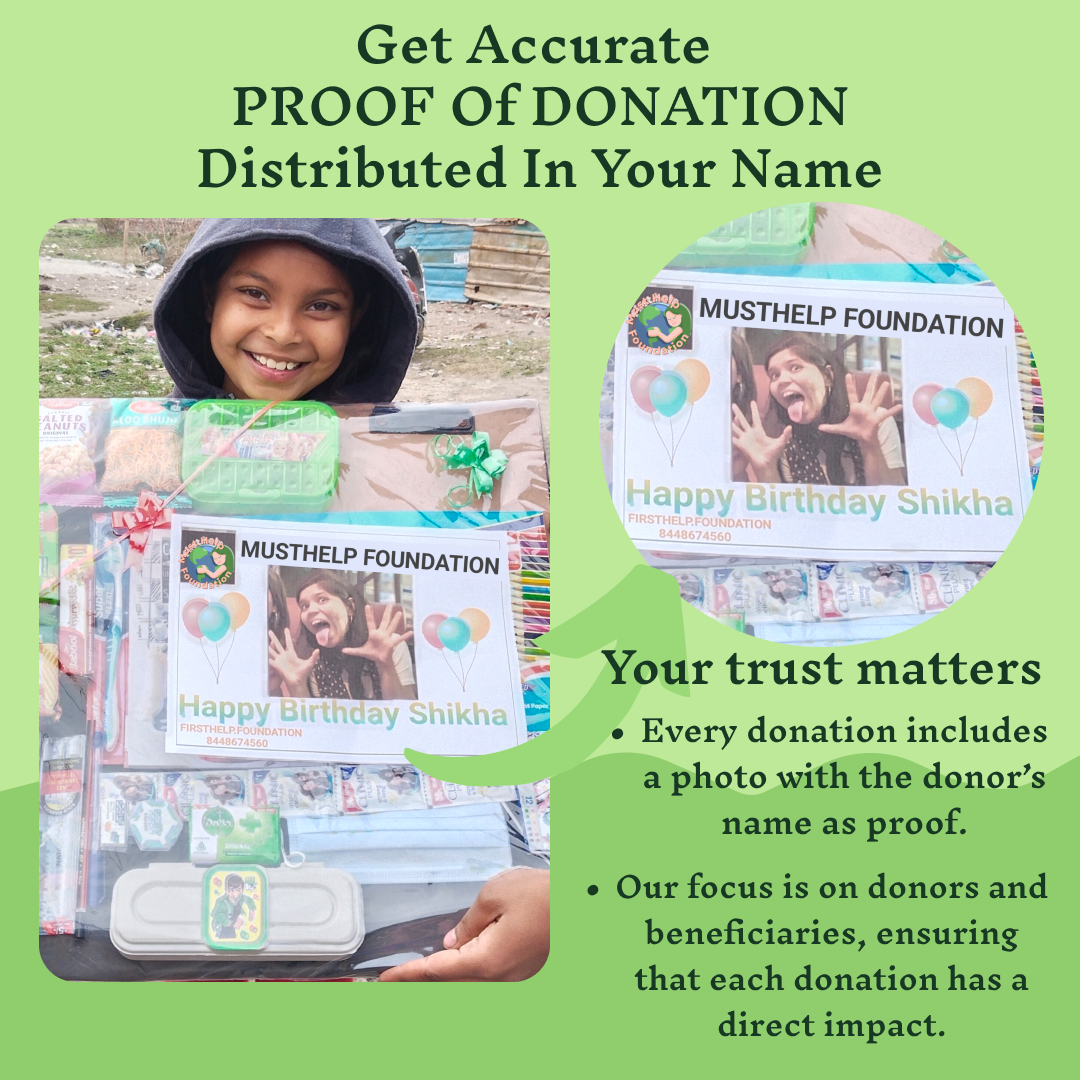 Get Accurate
PROOF Of DONATION
Distributed In Your Name
MUSTHELP FOUNDATION
Happy Birthday Shikha
FIRSTHELP.FOUNDATION
8448674560
MUSTHELP FOUNDATION
Happy Birthday Shikha
FIRSTHELP.FOUNDATION
8448674560
Dettol
Your trust matters
• Every donation includes
a photo with the donor's
name as proof.
• Our focus is on donors and
beneficiaries, ensuring
that each donation has a
direct impact.